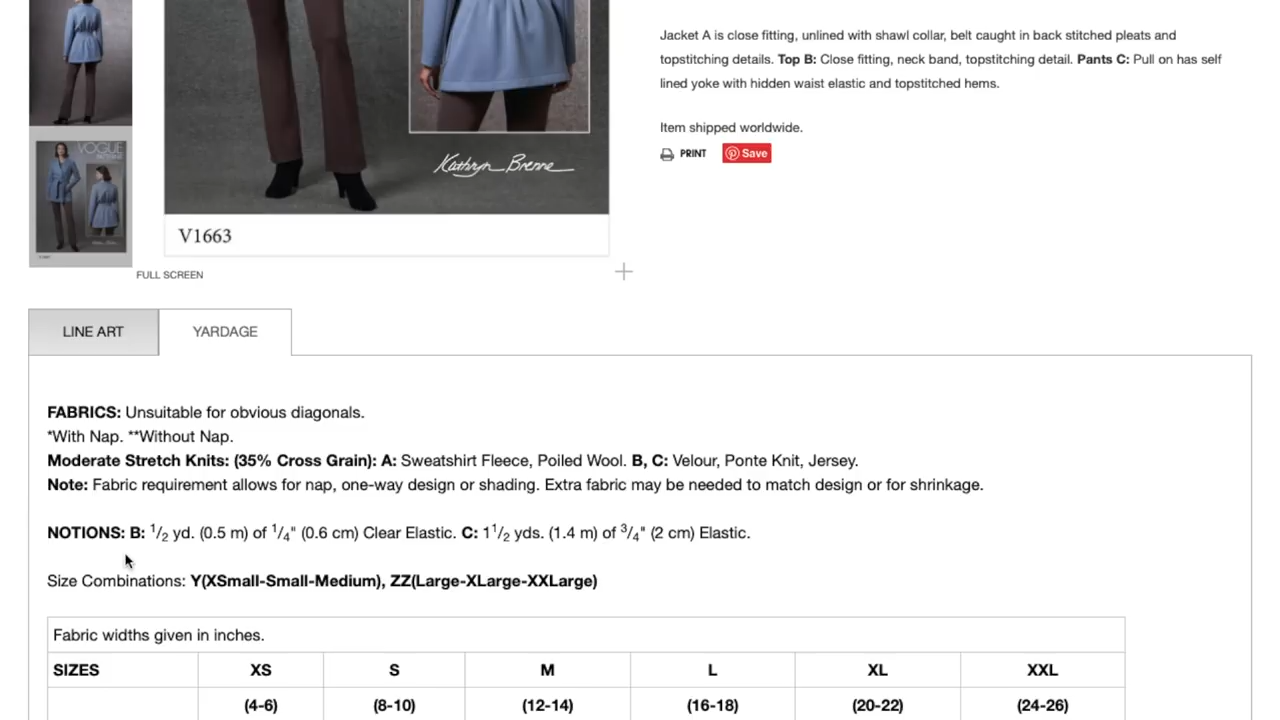 Jacket A is close fitting, unlined with shawl collar, belt caught in back stitched pleats and
topstitching details. Top B: Close fitting, neck band, topstitching detail. Pants C: Pull on has self
lined yoke with hidden waist elastic and topstitched hems.
Item shipped worldwide.
PRINT Save
VOGUE
Kathryn Brenne
V1663
FULL SCREEN
LINE ART YARDAGE
FABRICS: Unsuitable for obvious diagonals.
*With Nap. **Without Nap.
Moderate Stretch Knits: (35% Cross Grain): A: Sweatshirt Fleece, Poiled Wool. B, C: Velour, Ponte Knit, Jersey.
Note: Fabric requirement allows for nap, one-way design or shading. Extra fabric may be needed to match design or for shrinkage.
NOTIONS: B: 1/2 yd. (0.5 m) of 1/4" (0.6 cm) Clear Elastic. C: 1 1/2 yds. (1.4 m) of 3/4" (2 cm) Elastic.
Size Combinations: Y(XSmall-Small-Medium), ZZ(Large-XLarge-XXLarge)
Fabric widths given in inches.
SIZES XS S M L XL XXL
(4-6) (8-10) (12-14) (16-18) (20-22) (24-26)